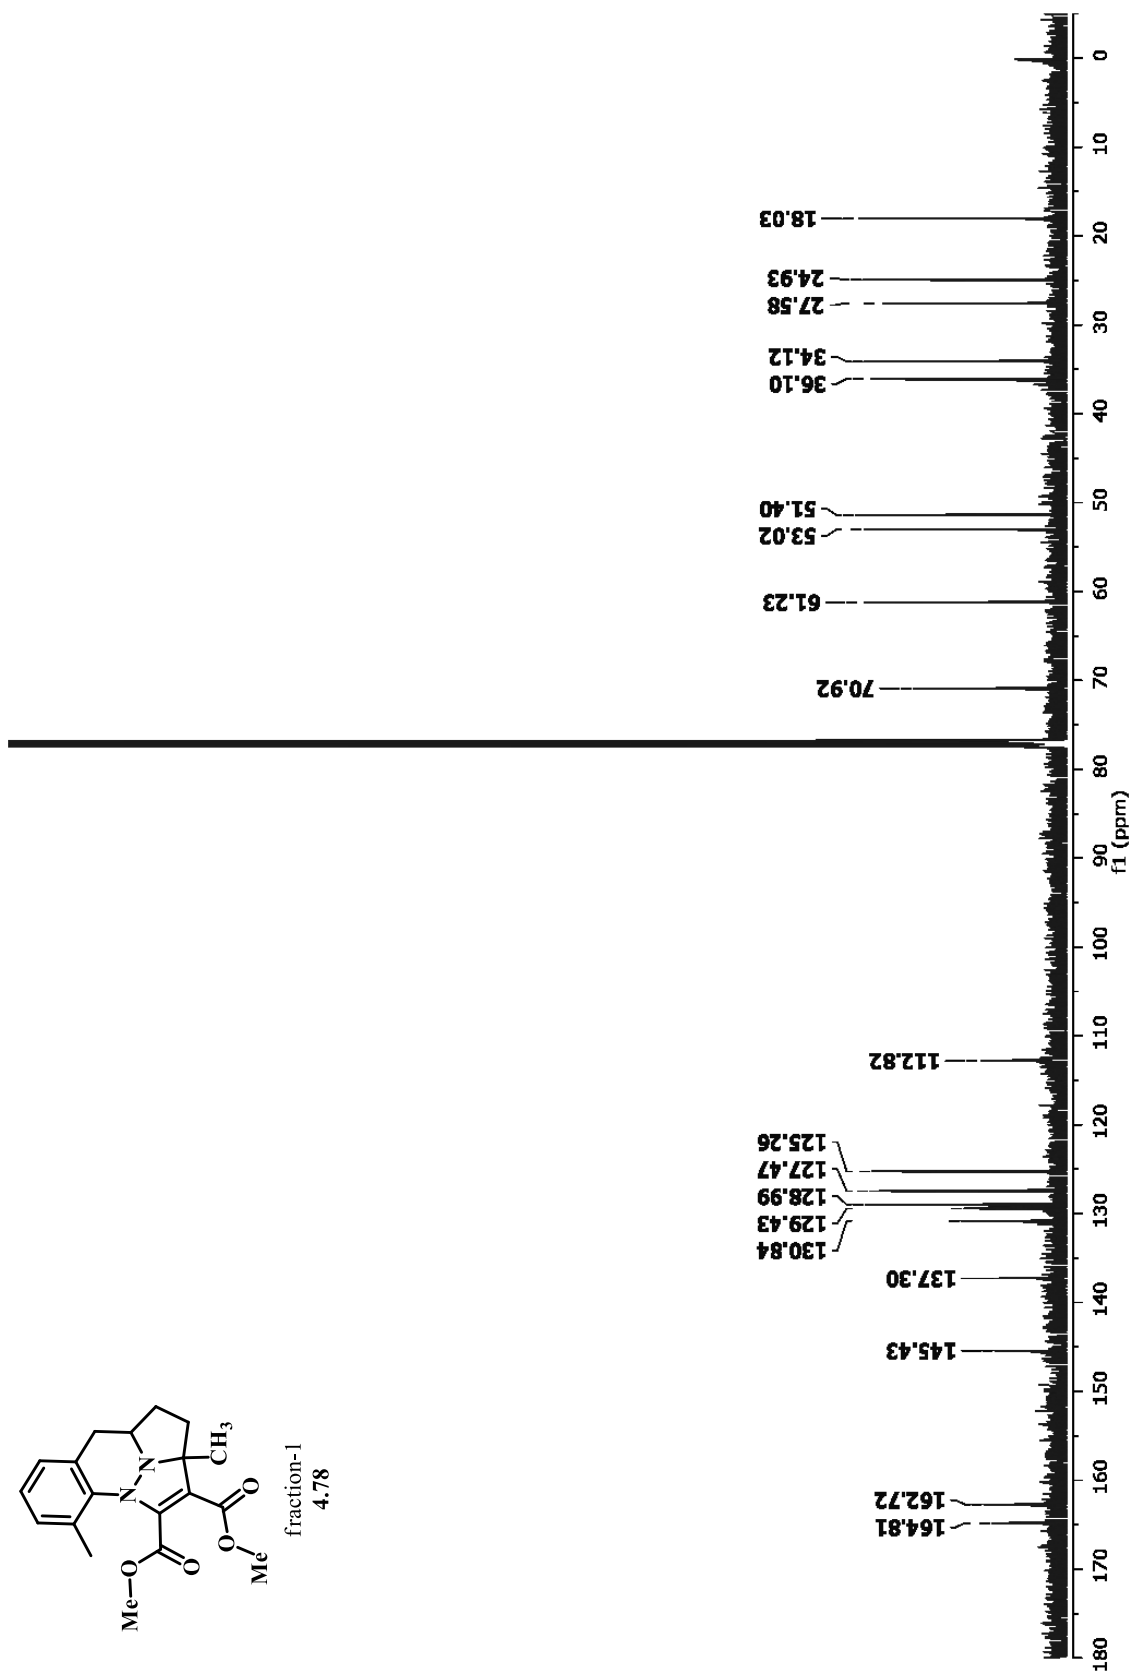 Me
O
O
N
N
CH3
O
O
Me
fraction-1
4.78
164.81
162.72
145.43
137.30
130.84
129.43
128.99
127.47
125.26
112.82
70.92
61.23
53.02
51.40
36.10
34.12
27.58
24.93
18.03
180 170 160 150 140 130 120 110 100 90 80 70 60 50 40 30 20 10 0
f1 (ppm)